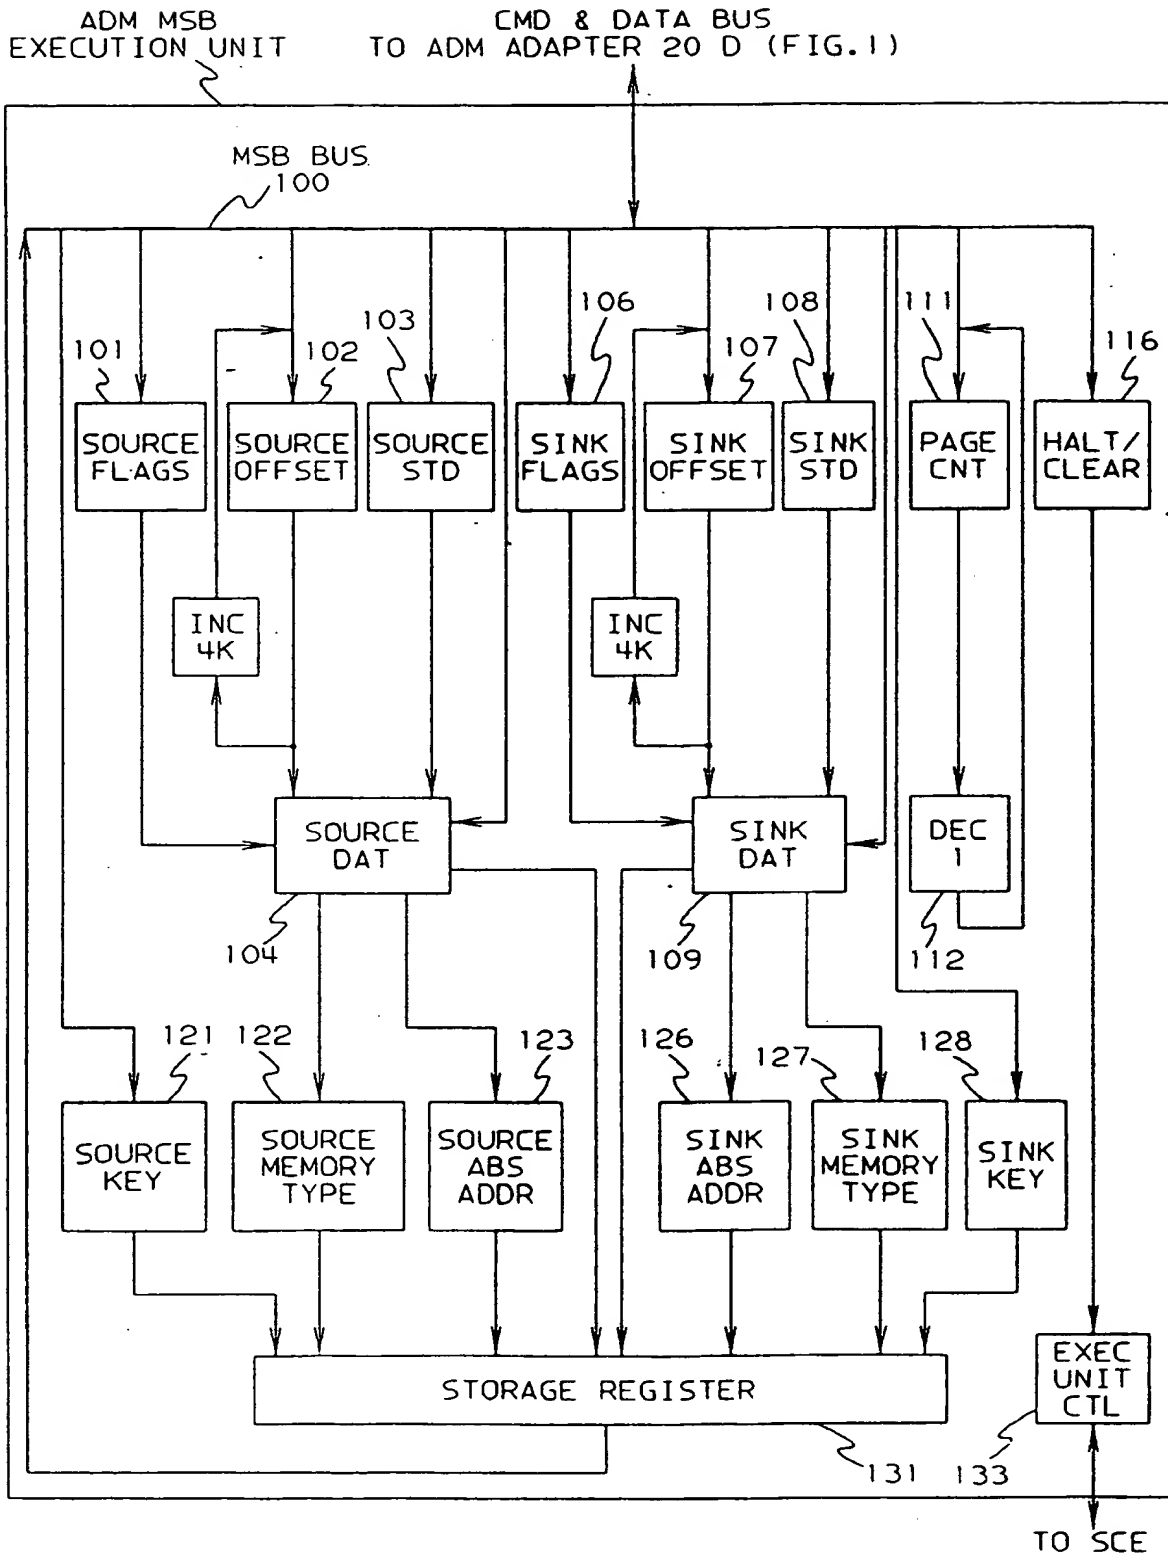 ADM MSB
EXECUTION UNIT
CMD & DATA BUS
TO ADM ADAPTER 20 D (FIG.1)
MSB BUS
100
101
102
103
106
107
108
111
116
SOURCE
FLAGS
SOURCE
OFFSET
SOURCE
STD
SINK
FLAGS
SINK
OFFSET
SINK
STD
PAGE
CNT
HALT/
CLEAR
INC
4K
INC
4K
SOURCE
DAT
SINK
DAT
DEC
1
104
109
112
121
122
123
126
127
128
SOURCE
KEY
SOURCE
MEMORY
TYPE
SOURCE
ABS
ADDR
SINK
ABS
ADDR
SINK
MEMORY
TYPE
SINK
KEY
STORAGE REGISTER
EXEC
UNIT
CTL
131
133
TO SCE